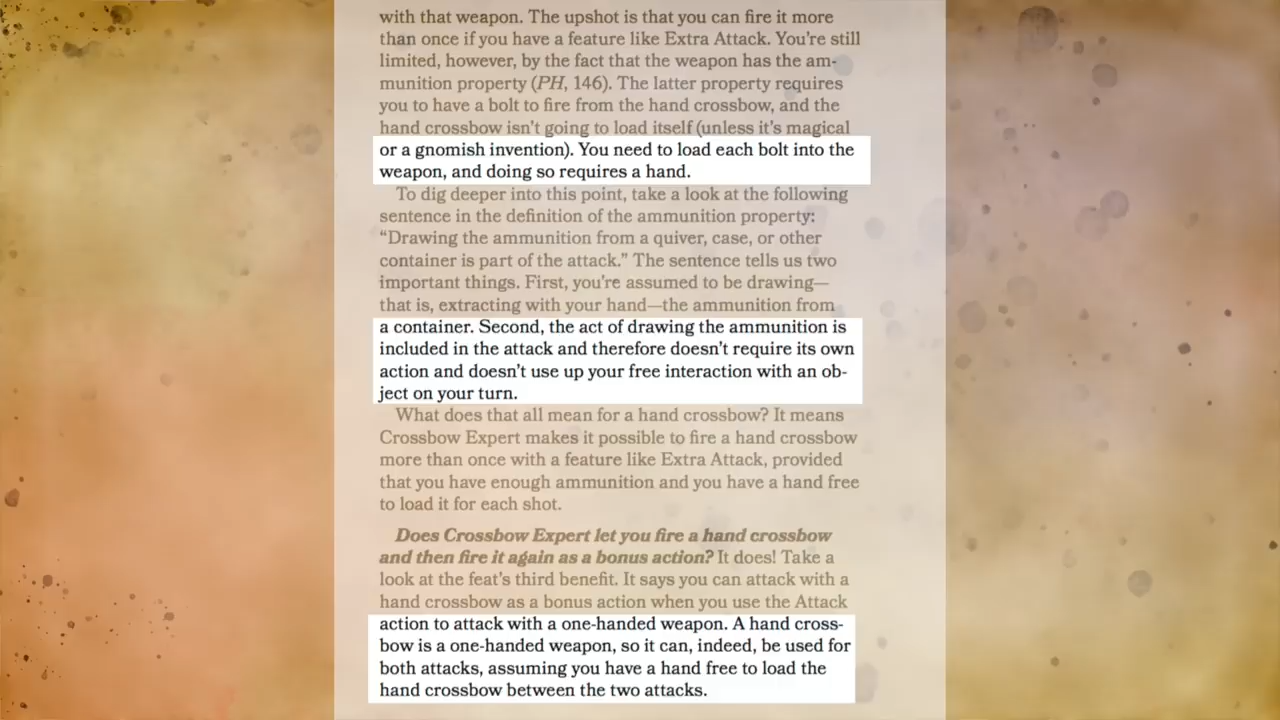 with that weapon. The upshot is that you can fire it more
than once if you have a feature like Extra Attack. You're still
limited, however, by the fact that the weapon has the am-
munition property (PH, 146). The latter property requires
you to have a bolt to fire from the hand crossbow, and the
hand crossbow isn't going to load itself (unless it's magical
or a gnomish invention). You need to load each bolt into the
weapon, and doing so requires a hand.
To dig deeper into this point, take a look at the following
sentence in the definition of the ammunition property:
“Drawing the ammunition from a quiver, case, or other
container is part of the attack.” The sentence tells us two
important things. First, you're assumed to be drawing—
that is, extracting with your hand—the ammunition from
a container. Second, the act of drawing the ammunition is
included in the attack and therefore doesn't require its own
action and doesn't use up your free interaction with an ob-
ject on your turn.
What does that all mean for a hand crossbow? It means
Crossbow Expert makes it possible to fire a hand crossbow
more than once with a feature like Extra Attack, provided
that you have enough ammunition and you have a hand free
to load it for each shot.
Does Crossbow Expert let you fire a hand crossbow
and then fire it again as a bonus action? It does! Take a
look at the feat's third benefit. It says you can attack with a
hand crossbow as a bonus action when you use the Attack
action to attack with a one-handed weapon. A hand cross-
bow is a one-handed weapon, so it can, indeed, be used for
both attacks, assuming you have a hand free to load the
hand crossbow between the two attacks.